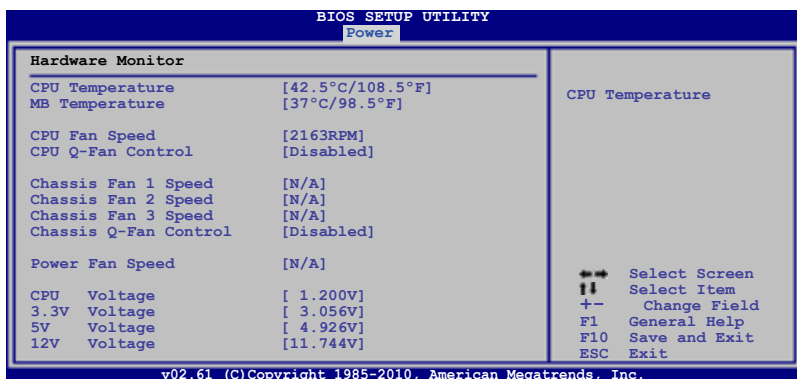 BIOS SETUP UTILITY
Power
Hardware Monitor
CPU Temperature [42.5ºC/108.5ºF]
MB Temperature [37ºC/98.5ºF]
CPU Fan Speed [2163RPM]
CPU Q-Fan Control [Disabled]
Chassis Fan 1 Speed [N/A]
Chassis Fan 2 Speed [N/A]
Chassis Fan 3 Speed [N/A]
Chassis Q-Fan Control [Disabled]
Power Fan Speed [N/A]
CPU Voltage [ 1.200V]
3.3V Voltage [ 3.056V]
5V Voltage [ 4.926V]
12V Voltage [11.744V]
CPU Temperature
←→ Select Screen
↑↓ Select Item
+- Change Field
F1 General Help
F10 Save and Exit
ESC Exit
v02.61 (C)Copyright 1985-2010, American Megatrends, Inc.